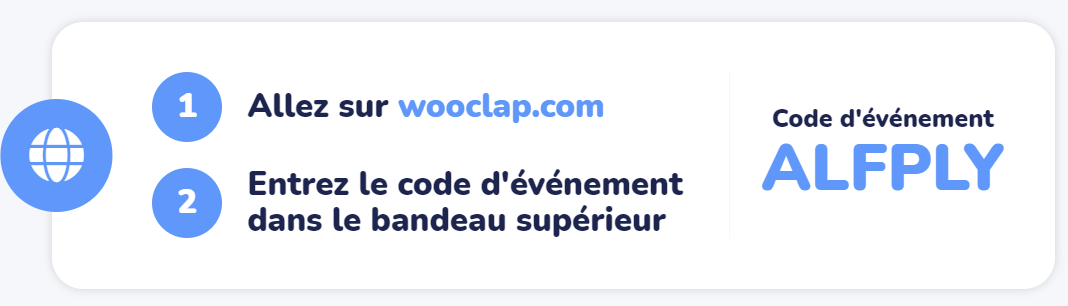 1
Allez sur wooclap.com
2
Entrez le code d'événement
dans le bandeau supérieur
Code d'événement
ALFPLY